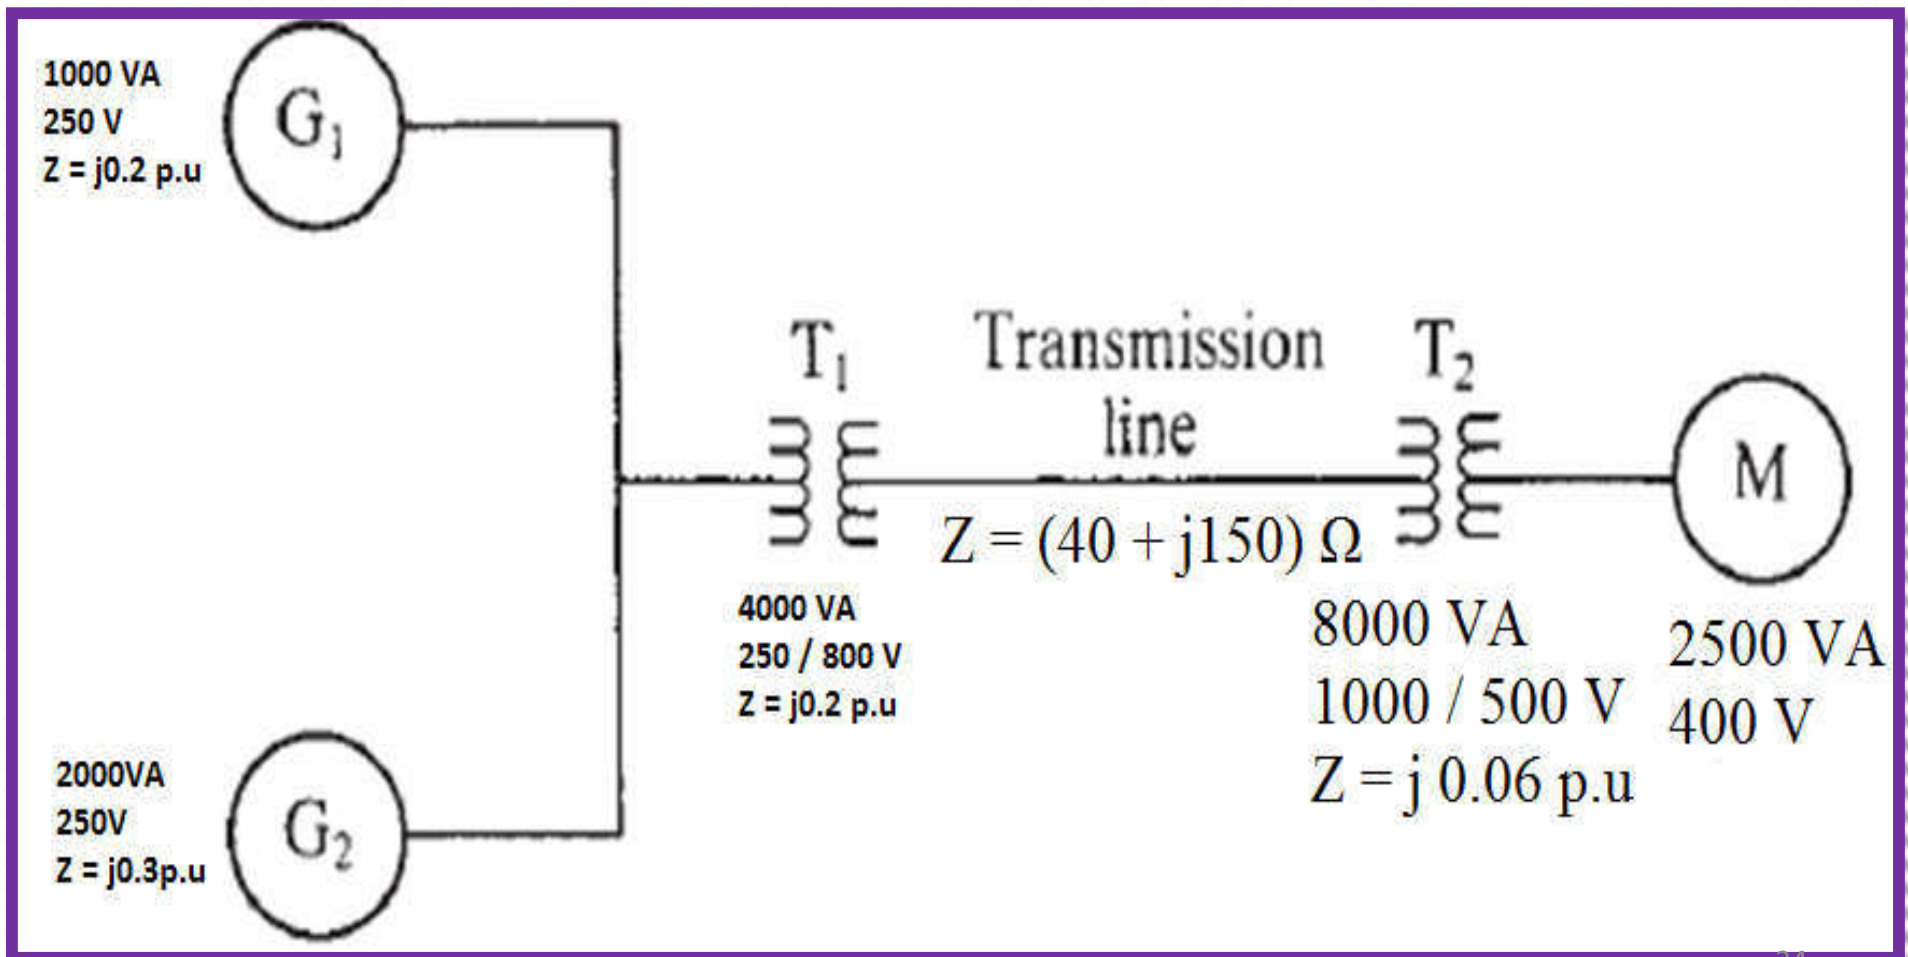 1000 VA
250 V
Z = j0.2 p.u
G1
T1
Transmission
line
T2
M
Z = (40 + j150) Ω
4000 VA
250 / 800 V
Z = j0.2 p.u
8000 VA
1000 / 500 V
Z = j 0.06 p.u
2500 VA
400 V
2000VA
250V
Z = j0.3p.u
G2